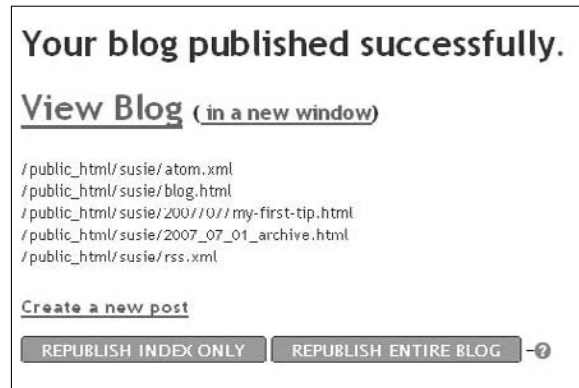 Your blog published successfully.
View Blog (in a new window)
/public_html/susie/atom.xml
/public_html/susie/blog.html
/public_html/susie/2007/07/my-first-tip.html
/public_html/susie/2007_07_01_archive.html
/public_html/susie/rss.xml
Create a new post
REPUBLISH INDEX ONLY REPUBLISH ENTIRE BLOG -?